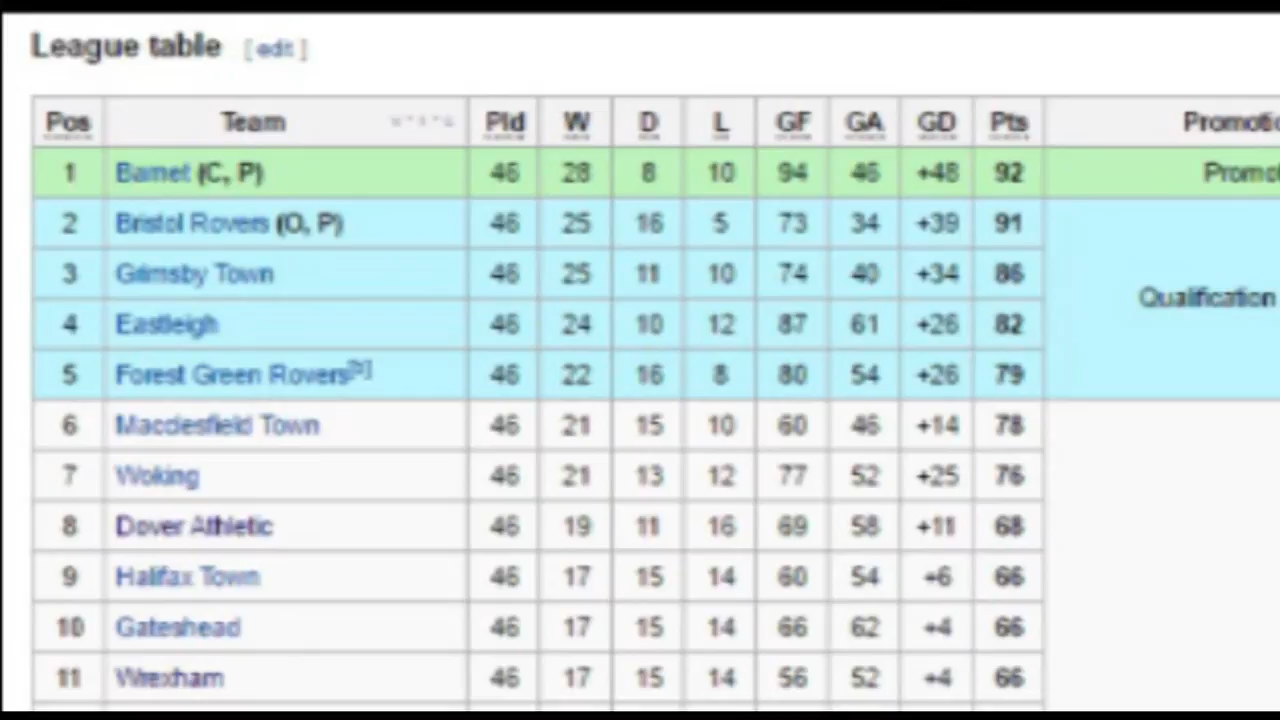 League table [ edit ]
Pos Team Pld W D L GF GA GD Pts
1 Barnet (C, P) 46 28 8 10 94 46 +48 92
2 Bristol Rovers (O, P) 46 25 16 5 73 34 +39 91
3 Grimsby Town 46 25 11 10 74 40 +34 86
Qualification
4 Eastleigh 46 24 10 12 87 61 +26 82
5 Forest Green Rovers[b] 46 22 16 8 80 54 +26 79
6 Macclesfield Town 46 21 15 10 60 46 +14 78
7 Woking 46 21 13 12 77 52 +25 76
8 Dover Athletic 46 19 11 16 69 58 +11 68
9 Halifax Town 46 17 15 14 60 54 +6 66
10 Gateshead 46 17 15 14 66 62 +4 66
11 Wrexham 46 17 15 14 56 52 +4 66